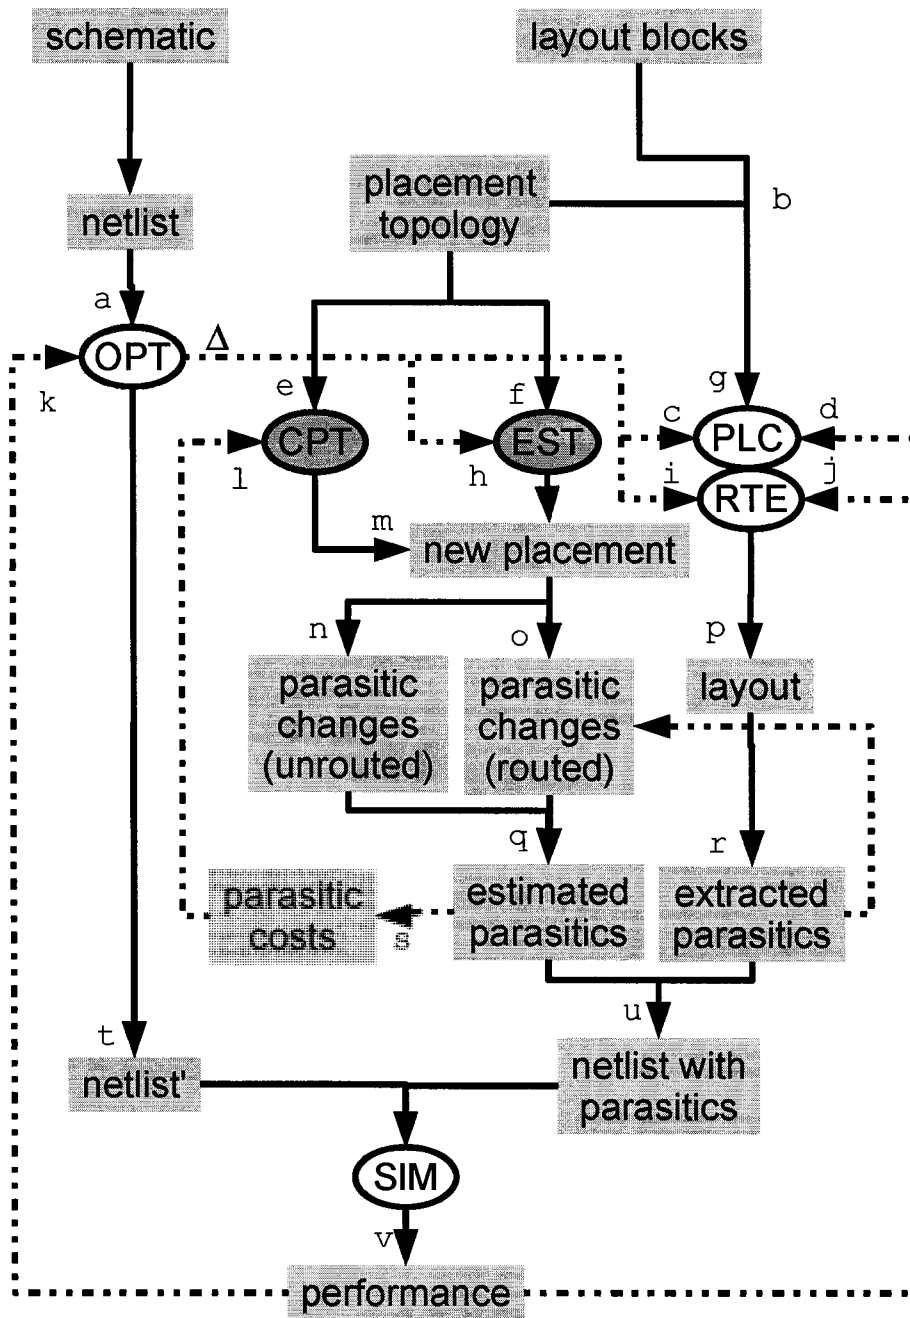 schematic
layout blocks
placement
topology
b
netlist
a
OPT
Δ
k
e
f
g
c
d
CPT
EST
PLC
l
h
i
j
RTE
m
new placement
n
o
p
parasitic
changes
(unrouted)
parasitic
changes
(routed)
layout
q
r
parasitic
costs
s
estimated
parasitics
extracted
parasitics
u
t
netlist'
netlist with
parasitics
SIM
v
performance